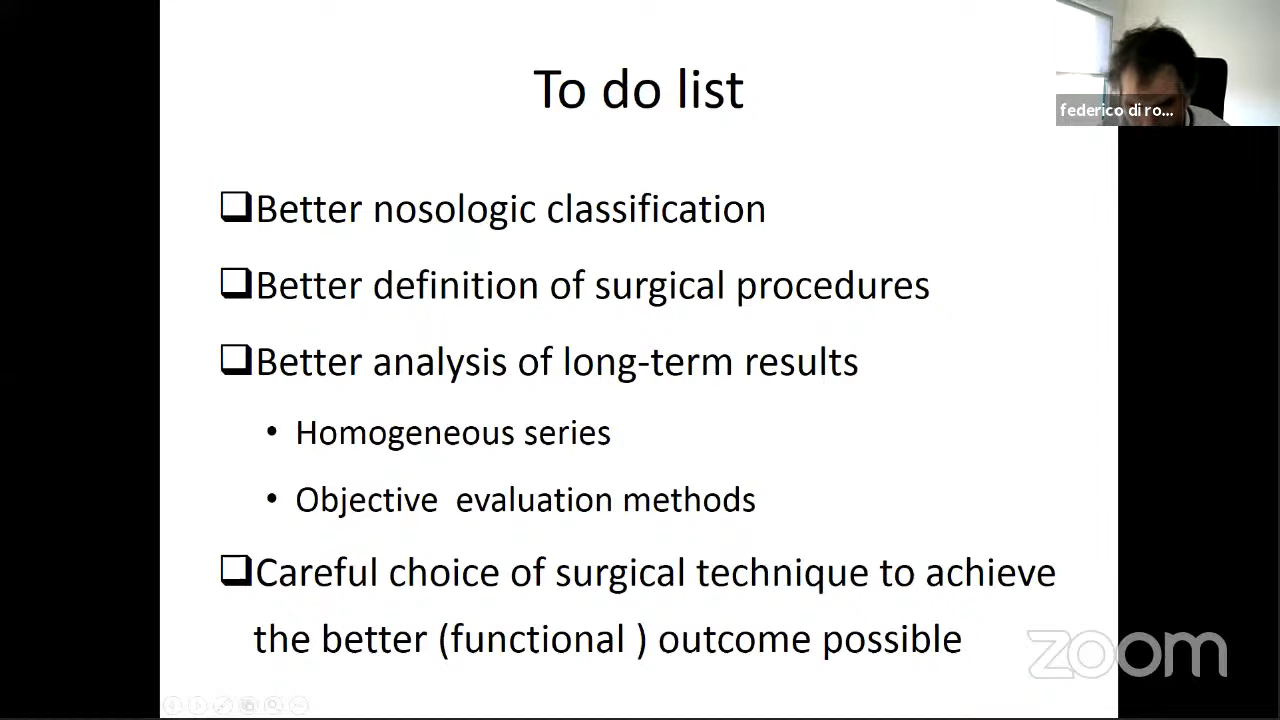 To do list
federico di ro...
❑Better nosologic classification
❑Better definition of surgical procedures
❑Better analysis of long-term results
• Homogeneous series
• Objective  evaluation methods
❑Careful choice of surgical technique to achieve
the better (functional ) outcome possible
zoom